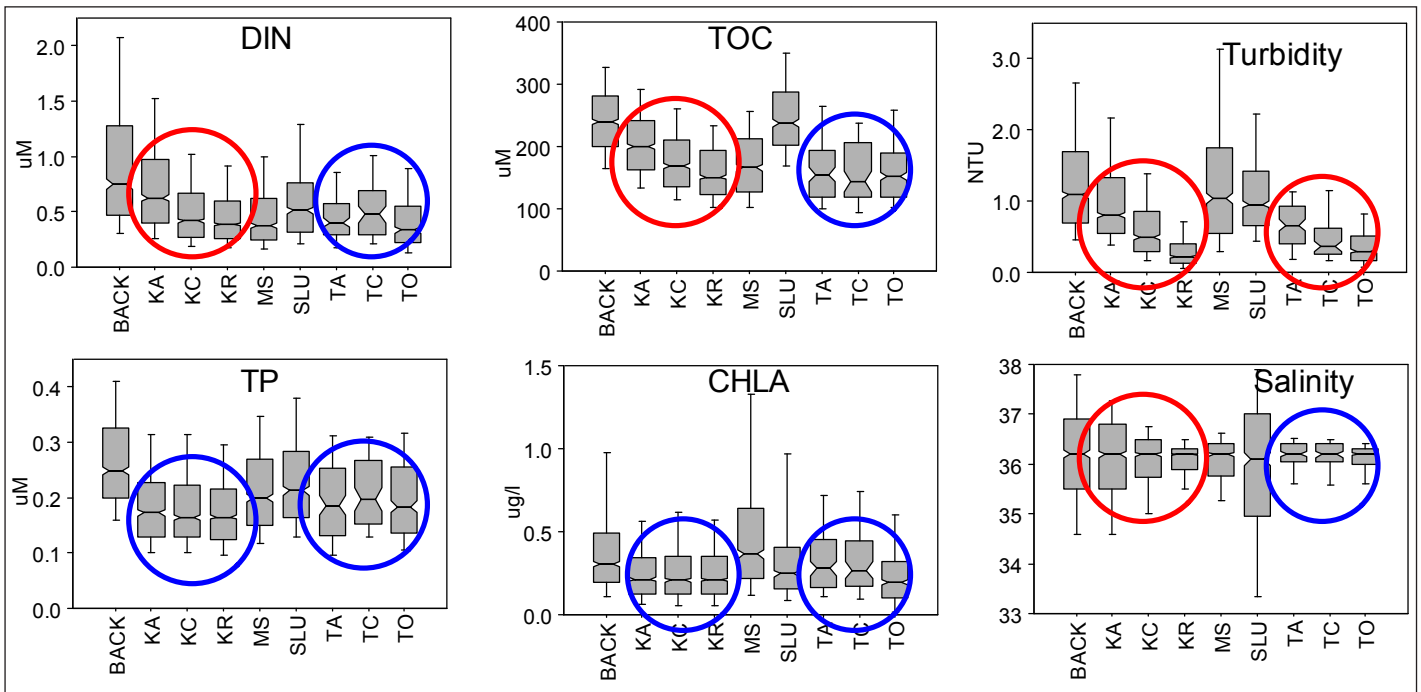 DIN
uM
2.0
1.5
1.0
0.5
0.0
BACK
KA
KC
KR
MS
SLU
TA
TC
TO
TOC
uM
400
300
200
100
0
BACK
KA
KC
KR
MS
SLU
TA
TC
TO
Turbidity
NTU
3.0
2.0
1.0
0.0
BACK
KA
KC
KR
MS
SLU
TA
TC
TO
TP
uM
0.4
0.3
0.2
0.1
0.0
BACK
KA
KC
KR
MS
SLU
TA
TC
TO
CHLA
ug/l
1.5
1.0
0.5
0.0
BACK
KA
KC
KR
MS
SLU
TA
TC
TO
Salinity
38
37
36
35
34
33
BACK
KA
KC
KR
MS
SLU
TA
TC
TO